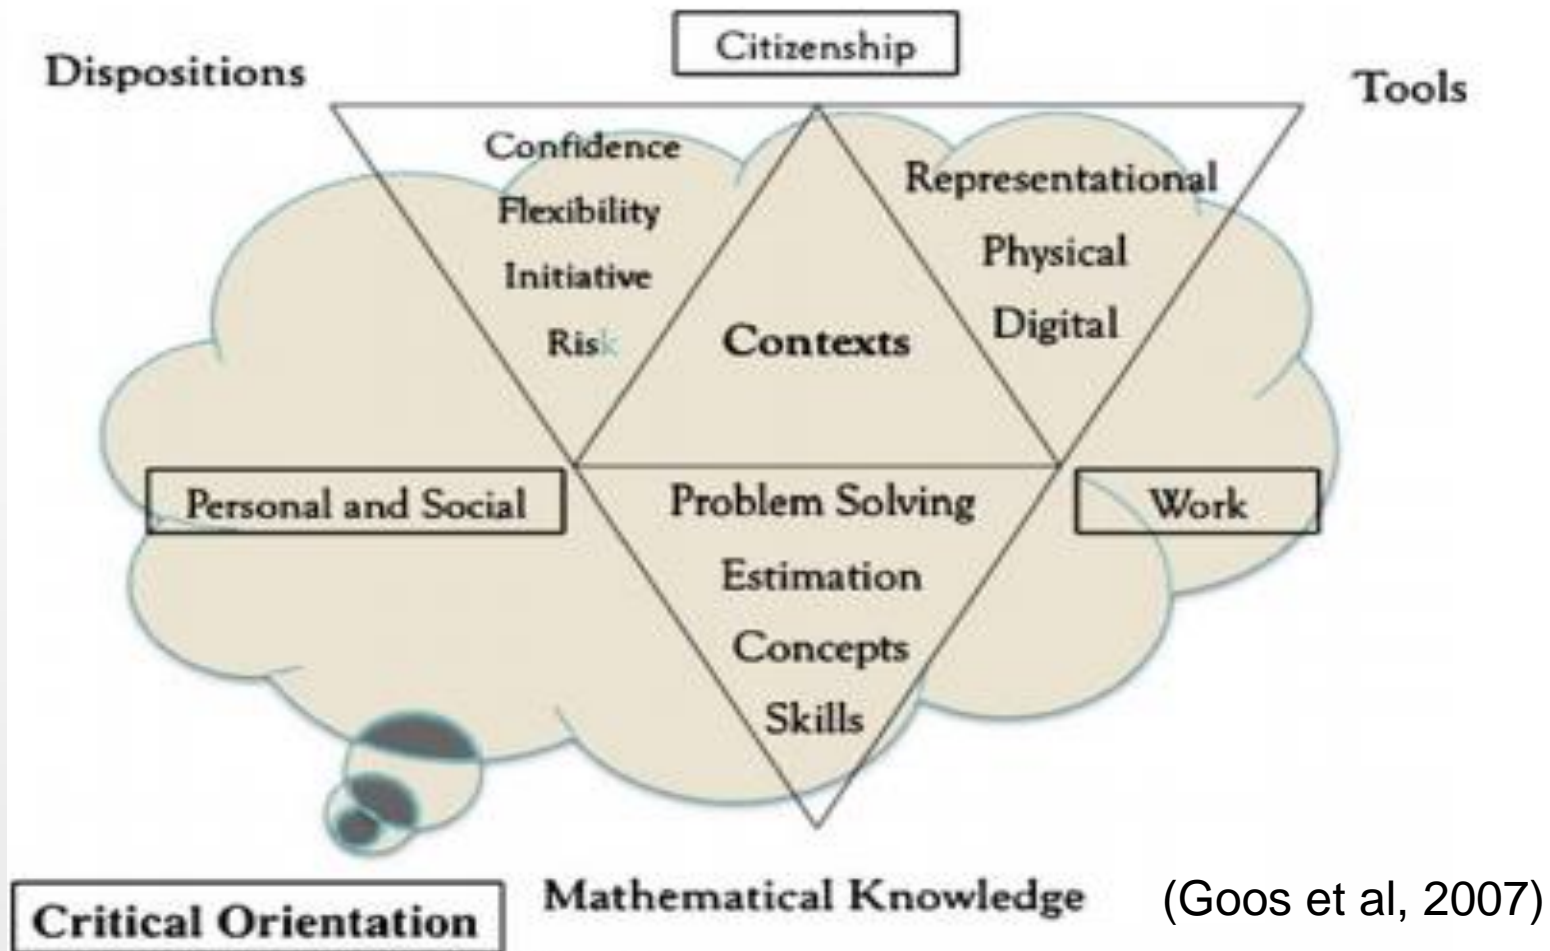 Citizenship
Dispositions
Tools
Confidence
Flexibility
Initiative
Risk
Representational
Physical
Digital
Contexts
Personal and Social
Work
Problem Solving
Estimation
Concepts
Skills
Critical Orientation
Mathematical Knowledge
(Goos et al, 2007)